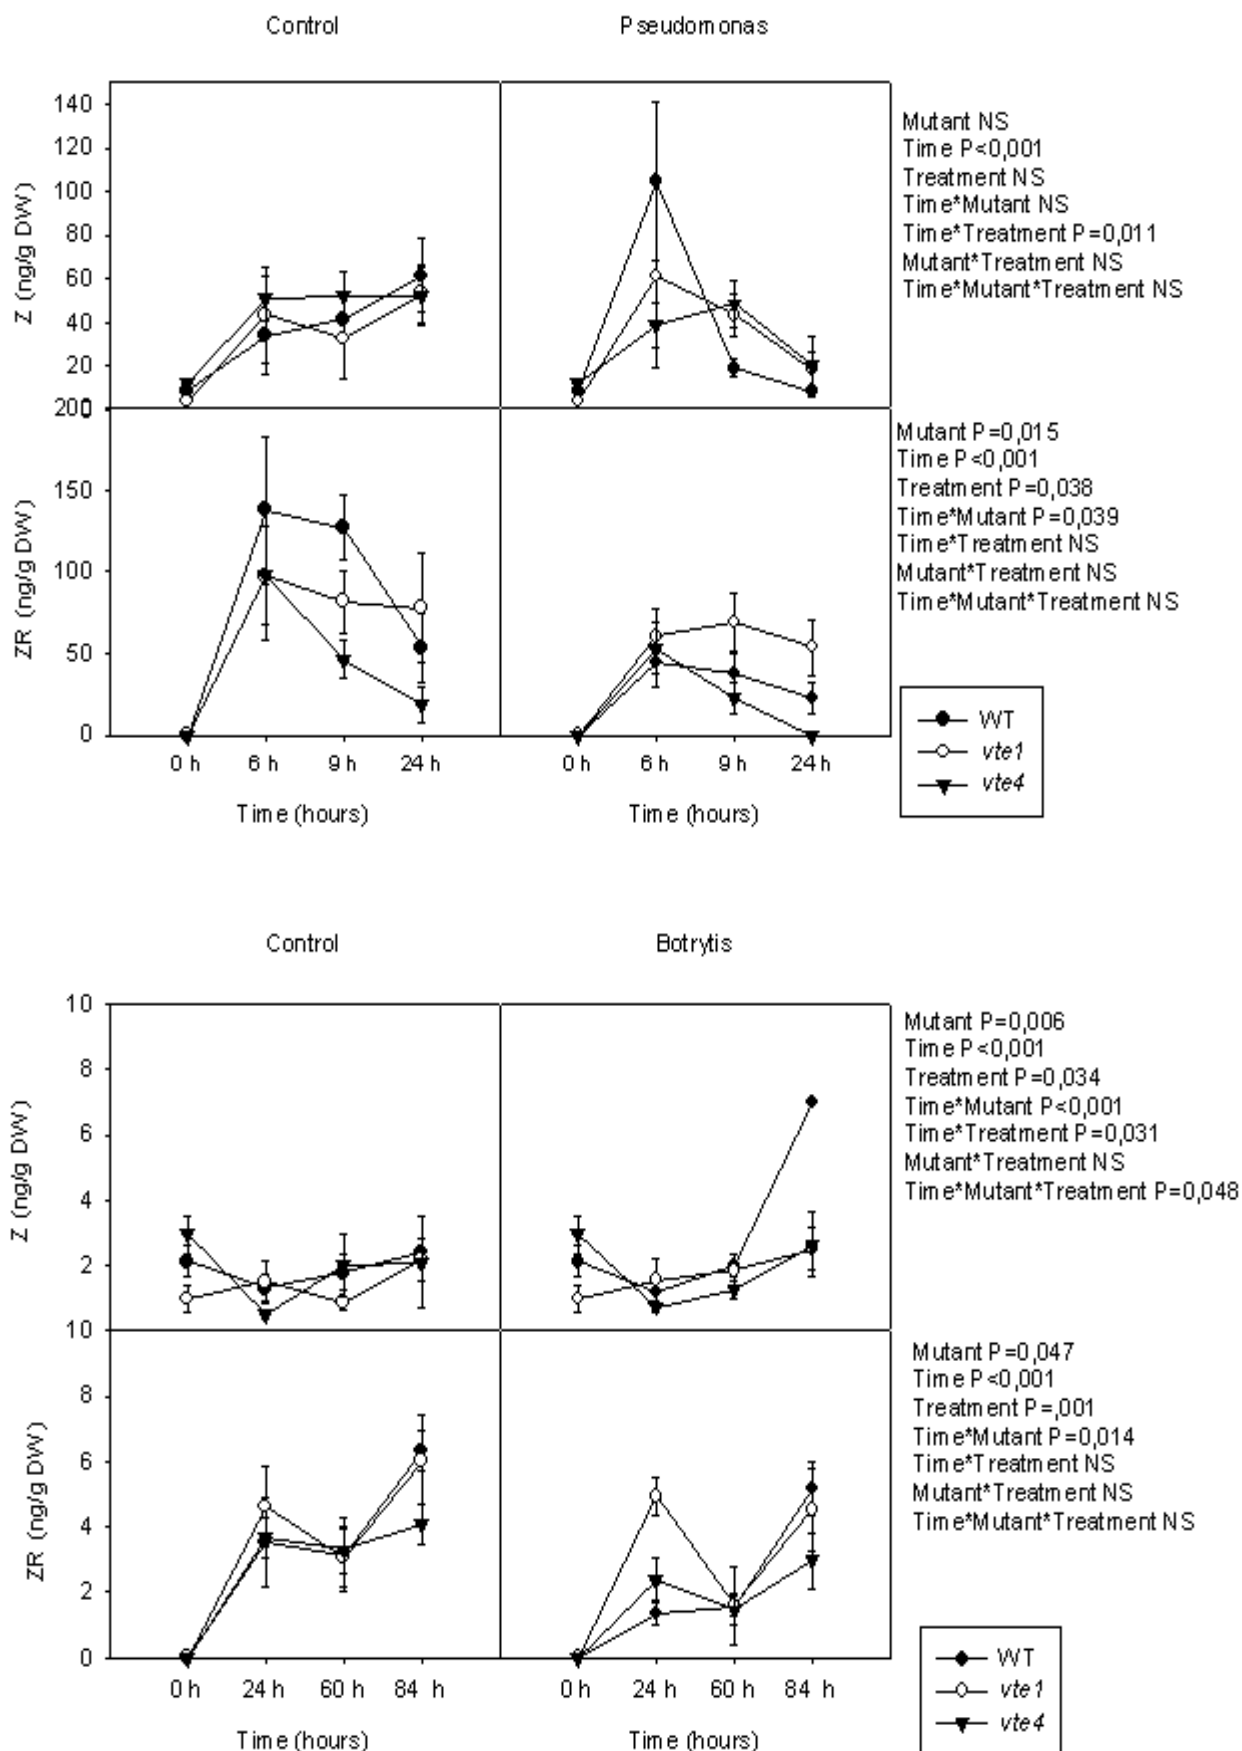 Control
Pseudomonas
Z (ng/g DW)
140
120
100
80
60
40
20
0
Mutant NS
Time P<0,001
Treatment NS
Time*Mutant NS
Time*Treatment P=0,011
Mutant*Treatment NS
Time*Mutant*Treatment NS
ZR (ng/g DW)
200
150
100
50
0
Mutant P=0,015
Time P<0,001
Treatment P=0,038
Time*Mutant P=0,039
Time*Treatment NS
Mutant*Treatment NS
Time*Mutant*Treatment NS
0 h 6 h 9 h 24 h
0 h 6 h 9 h 24 h
Time (hours)
Time (hours)
WT
vte1
vte4
Control
Botrytis
Z (ng/g DW)
10
8
6
4
2
Mutant P=0,006
Time P<0,001
Treatment P=0,034
Time*Mutant P<0,001
Time*Treatment P=0,031
Mutant*Treatment NS
Time*Mutant*Treatment P=0,048
ZR (ng/g DW)
10
8
6
4
2
0
Mutant P=0,047
Time P<0,001
Treatment P=,001
Time*Mutant P=0,014
Time*Treatment NS
Mutant*Treatment NS
Time*Mutant*Treatment NS
0 h 24 h 60 h 84 h
0 h 24 h 60 h 84 h
Time (hours)
Time (hours)
WT
vte1
vte4